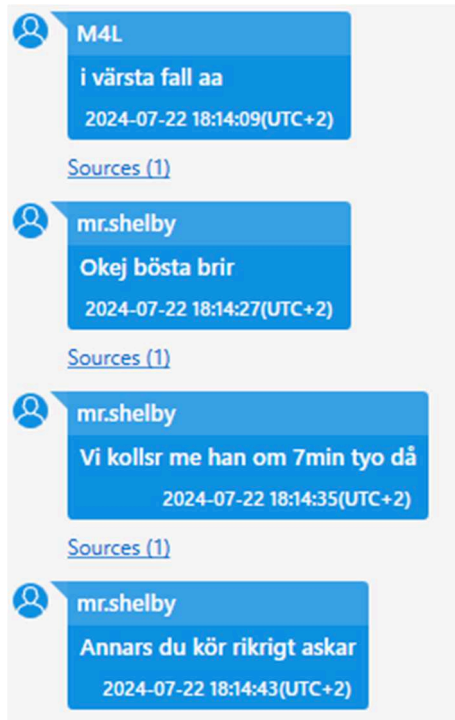 M4L
i värsta fall aa
2024-07-22 18:14:09(UTC+2)
Sources (1)
mr.shelby
Okej bösta brir
2024-07-22 18:14:27(UTC+2)
Sources (1)
mr.shelby
Vi kollsr me han om 7min tyo då
2024-07-22 18:14:35(UTC+2)
Sources (1)
mr.shelby
Annars du kör rikrigt askar
2024-07-22 18:14:43(UTC+2)